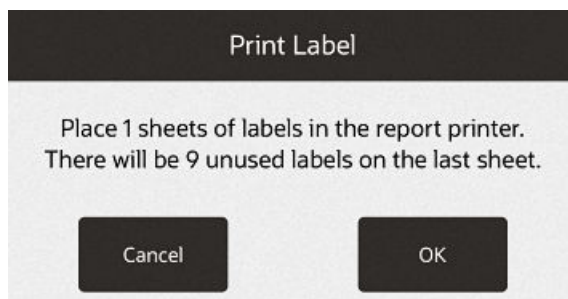 Print Label
Place 1 sheets of labels in the report printer.
There will be 9 unused labels on the last sheet.
Cancel
OK